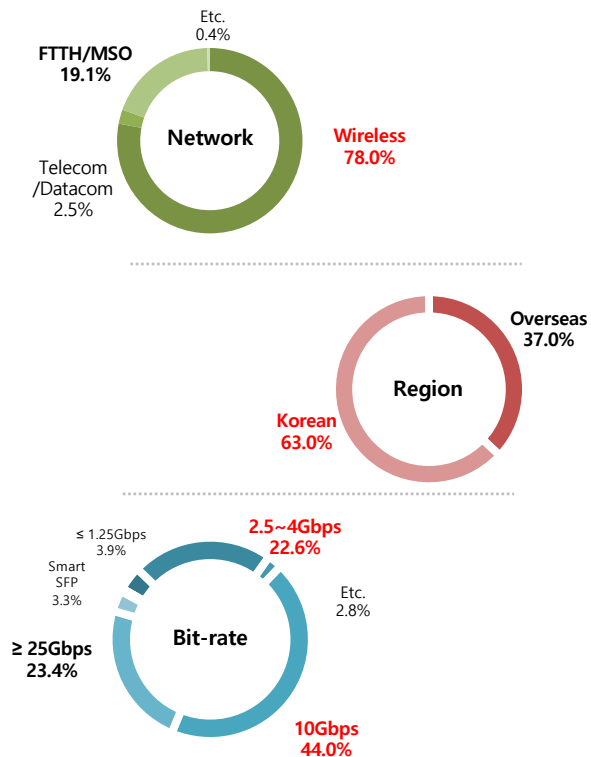 Etc.
0.4%
FTTH/MSO
19.1%
Network
Wireless
78.0%
Telecom
/Datacom
2.5%
Overseas
37.0%
Region
Korean
63.0%
2.5~4Gbps
22.6%
≤ 1.25Gbps
3.9%
Smart
SFP
3.3%
Etc.
2.8%
Bit-rate
≥ 25Gbps
23.4%
10Gbps
44.0%